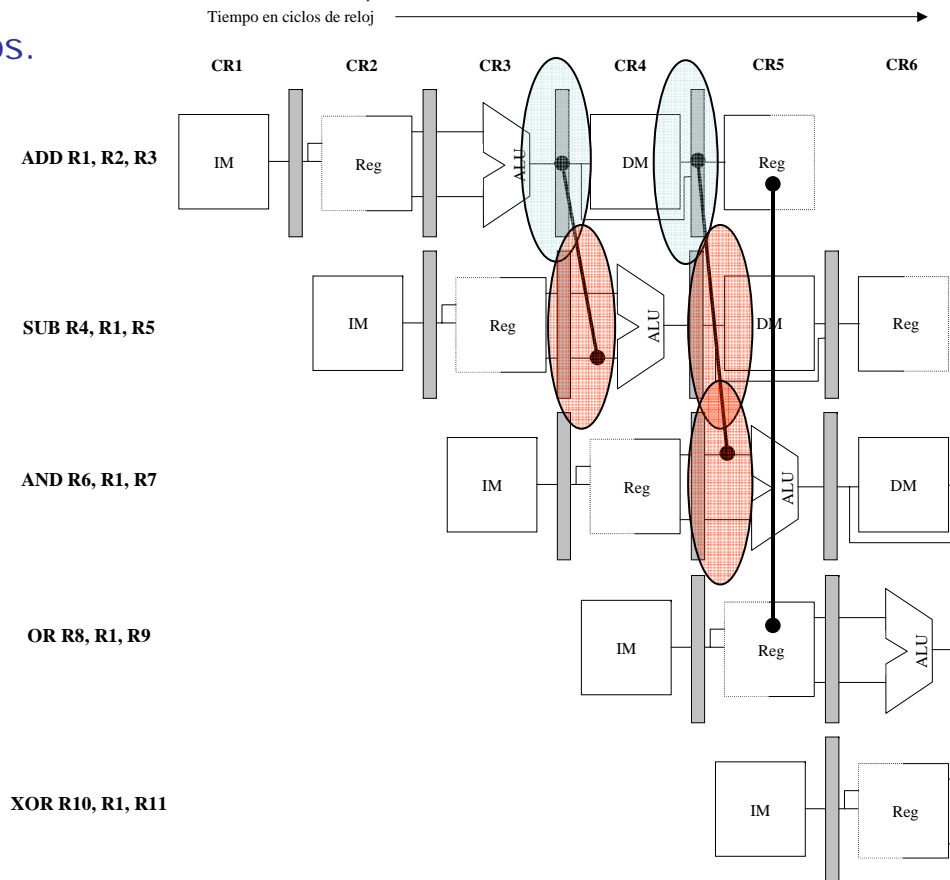 Tiempo en ciclos de reloj
os.
CR1 CR2 CR3 CR4 CR5 CR6
ADD R1, R2, R3 IM Reg ALU DM Reg
SUB R4, R1, R5 IM Reg ALU DM Reg
AND R6, R1, R7 IM Reg ALU DM
OR R8, R1, R9 IM Reg ALU
XOR R10, R1, R11 IM Reg